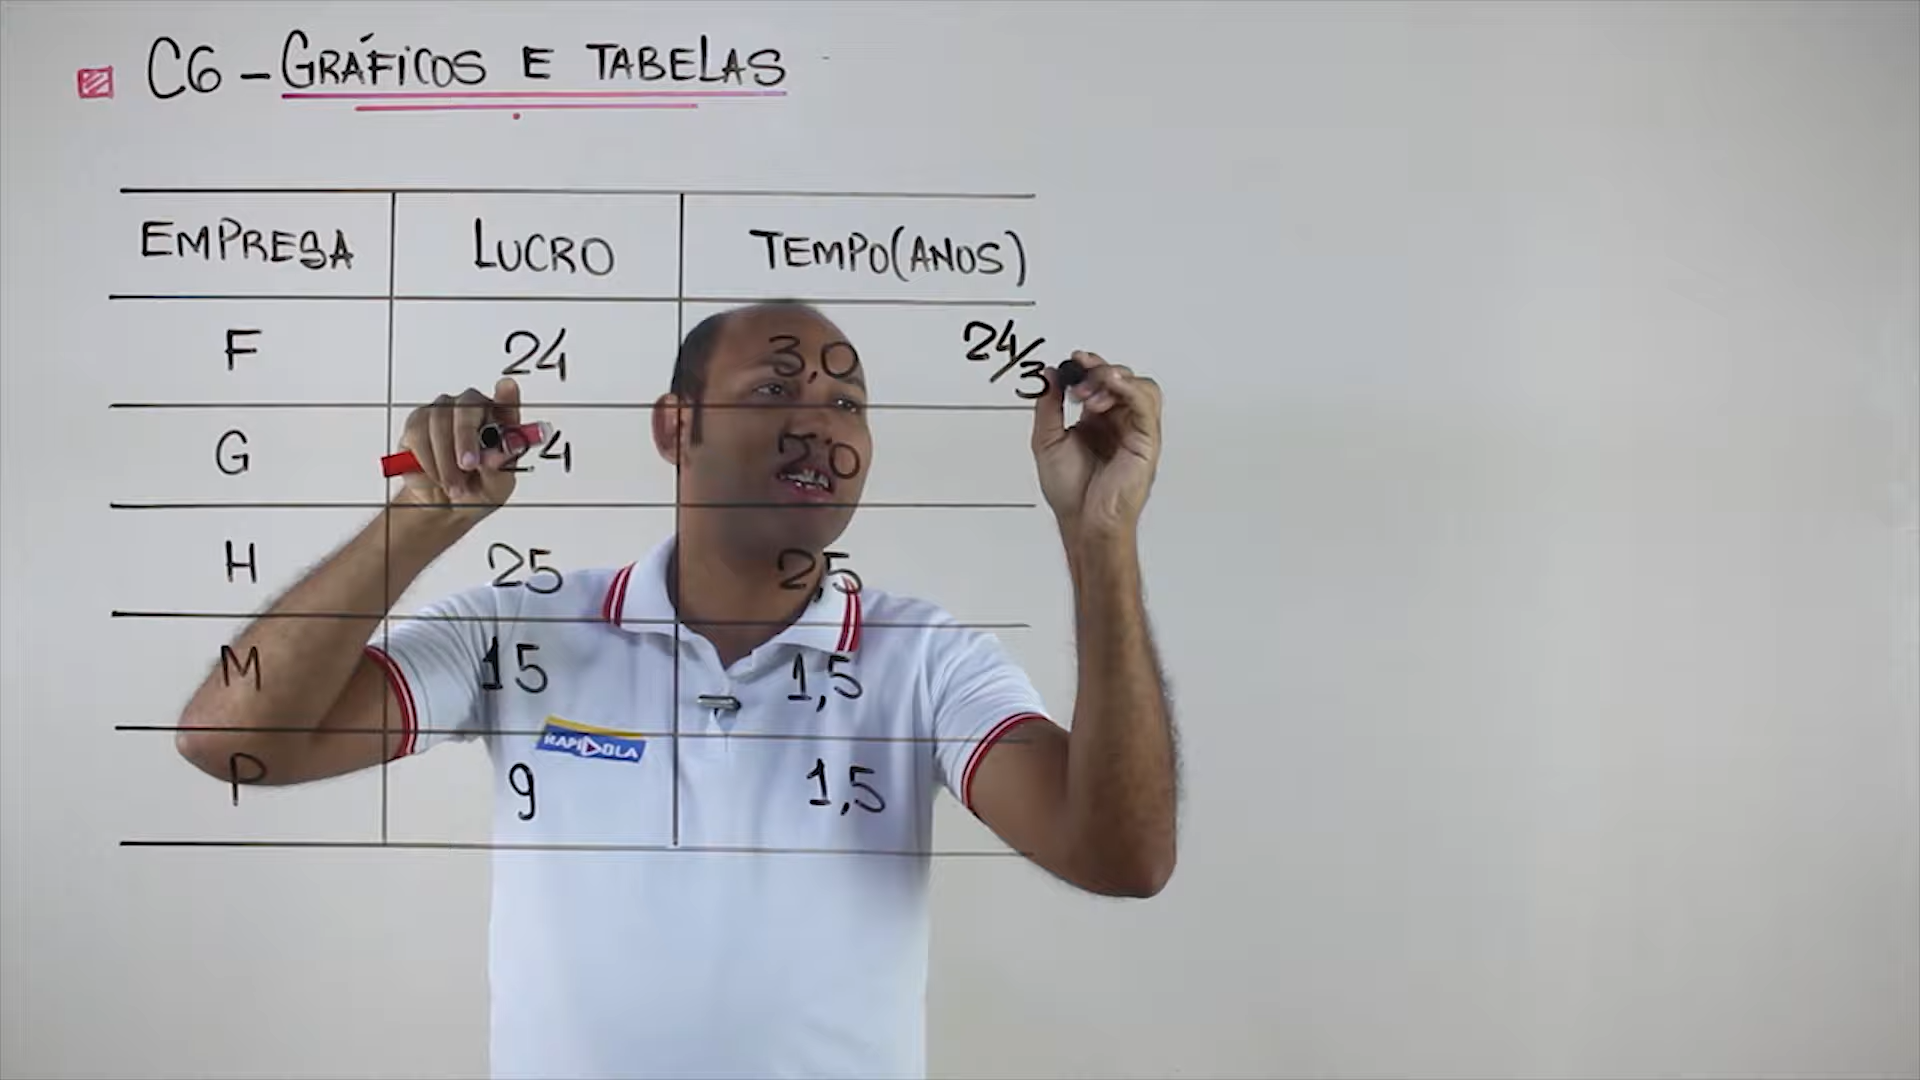 C6 – GRÁFICOS E TABELAS
EMPRESA LUCRO TEMPO(ANOS)
F 24 3,0 24/3
G 24 2,0
H 25 2,5
M 15 1,5
P 9 1,5
RAPIDOLA